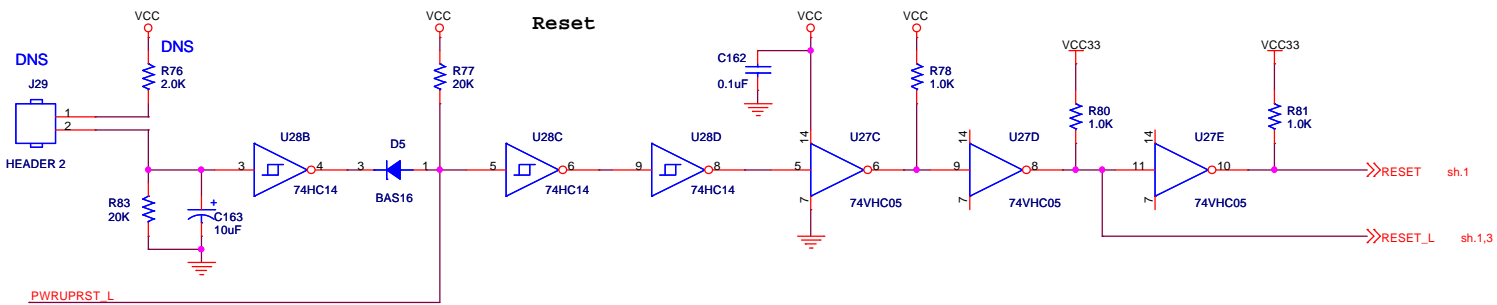 Reset
VCC
VCC
VCC
VCC
VCC33
VCC33
DNS
DNS
J29
1
2
HEADER 2
R76
2.0K
R77
20K
C162
0.1uF
R78
1.0K
R80
1.0K
R81
1.0K
R83
20K
+
C163
10uF
U28B
3
4
74HC14
D5
3
1
BAS16
U28C
5
6
74HC14
U28D
9
8
74HC14
U27C
14
5
6
7
74VHC05
U27D
14
9
8
7
74VHC05
U27E
14
11
10
7
74VHC05
RESET sh.1
RESET_L sh.1,3
PWRUPRST_L